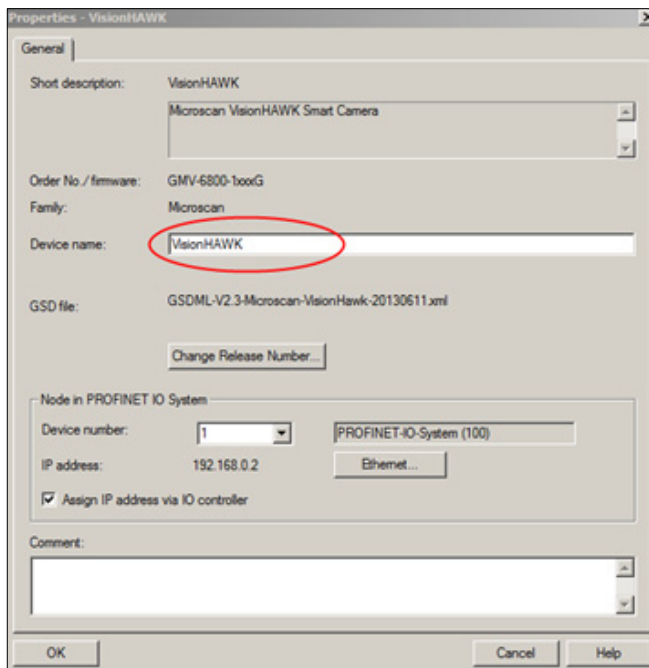 Properties - VisionHAWK
General
Short description: VisionHAWK
Microscan VisionHAWK Smart Camera
Order No./ firmware: GMV-6800-1xxxG
Family: Microscan
Device name: VisionHAWK
GSD file: GSDML-V2.3-Microscan-VisionHawk-20130611.xml
Change Release Number...
Node in PROFINET IO System
Device number: 1 PROFINET-IO-System (100)
IP address: 192.168.0.2 Ethernet...
Assign IP address via IO controller
Comment:
OK Cancel Help